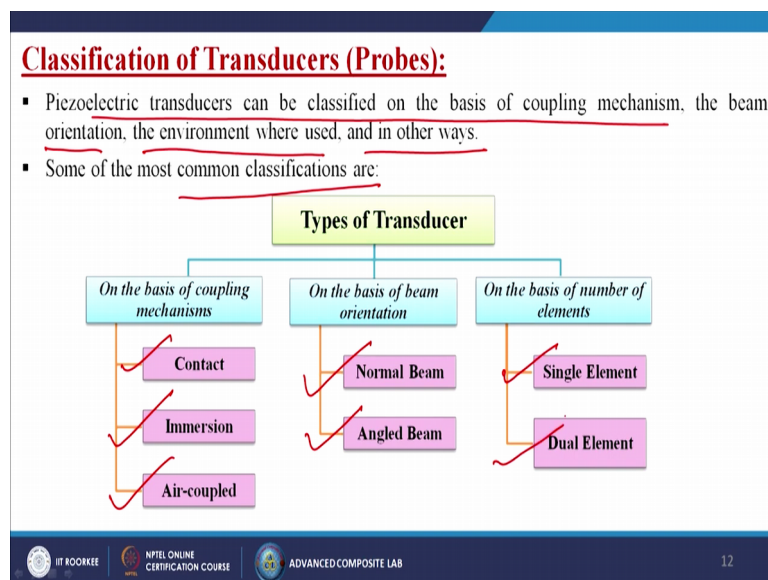 Classification of Transducers (Probes):
▪ Piezoelectric transducers can be classified on the basis of coupling mechanism, the beam
orientation, the environment where used, and in other ways.
▪ Some of the most common classifications are:
Types of Transducer
On the basis of coupling
mechanisms
Contact
Immersion
Air-coupled
On the basis of beam
orientation
Normal Beam
Angled Beam
On the basis of number of
elements
Single Element
Dual Element
IIT ROORKEE
NPTEL ONLINE
CERTIFICATION COURSE
ADVANCED COMPOSITE LAB
12